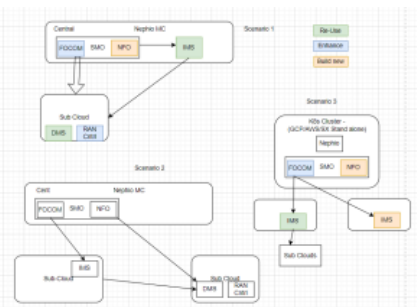 Central
Nephio MC
Scenario 1
FOCOM
SMO
NFO
IMS
Re-Use
Enhance
Build new
Sub Cloud
DMS
RAN
Scenario 3
K8s Cluster -
(GCP/AWS/BX Stand alone)
Nephio
FOCOM
SMO
NFO
IMS
IMS
Sub Clouds
Scenario 2
Cent
Nephio MC
FOCOM
SMO
NFO
IMS
Sub Cloud
Sub Cloud
DMS
RAN